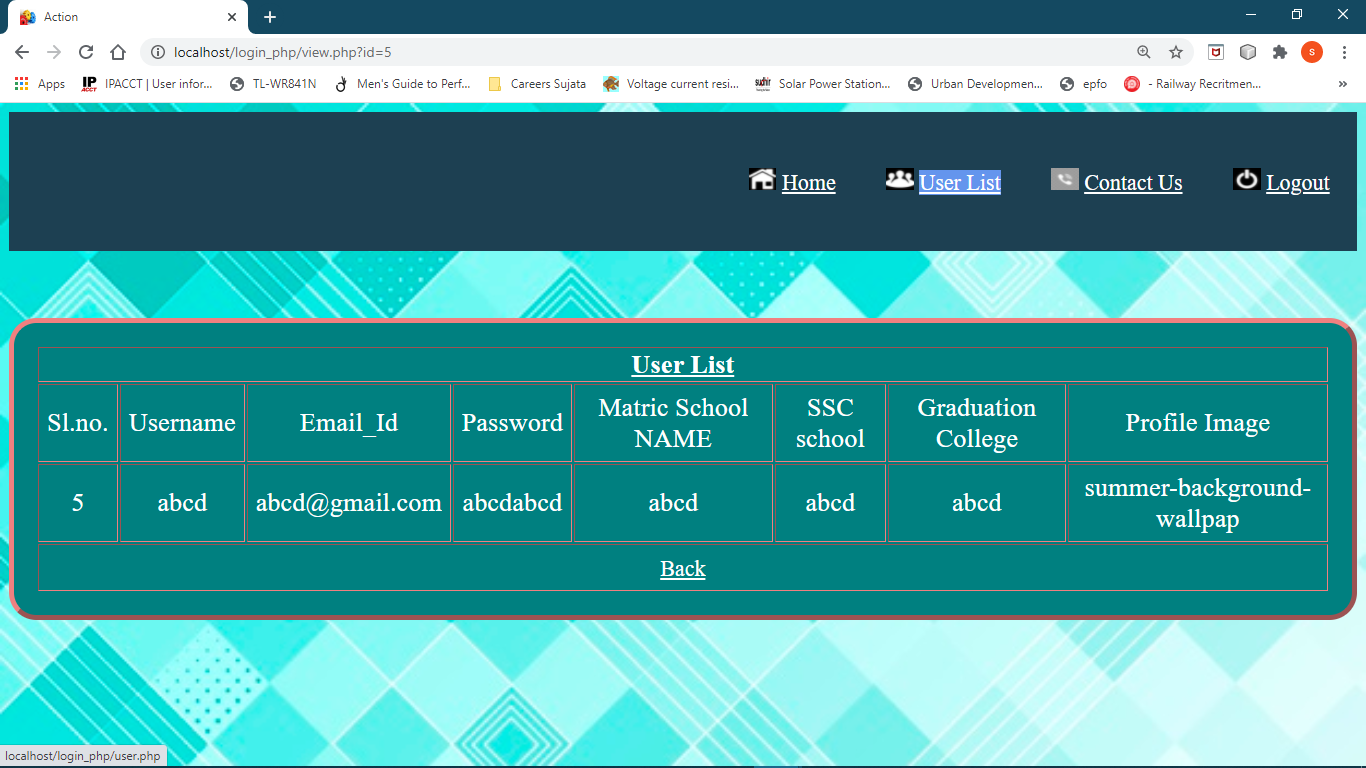 Action
localhost/login_php/view.php?id=5
S
Apps
IP
ACCT
IPACCT | User infor...
TL-WR841N
Men's Guide to Perf...
Careers Sujata
Voltage current resi...
Solar Power Station...
Urban Developmen...
epfo
- Railway Recritmen...
»
Home
User List
Contact Us
Logout
User List
Sl.no.
Username
Email_Id
Password
Matric School
NAME
SSC
school
Graduation
College
Profile Image
5
abcd
abcd@gmail.com
abcdabcd
abcd
abcd
abcd
summer-background-
wallpap
Back
localhost/login_php/user.php